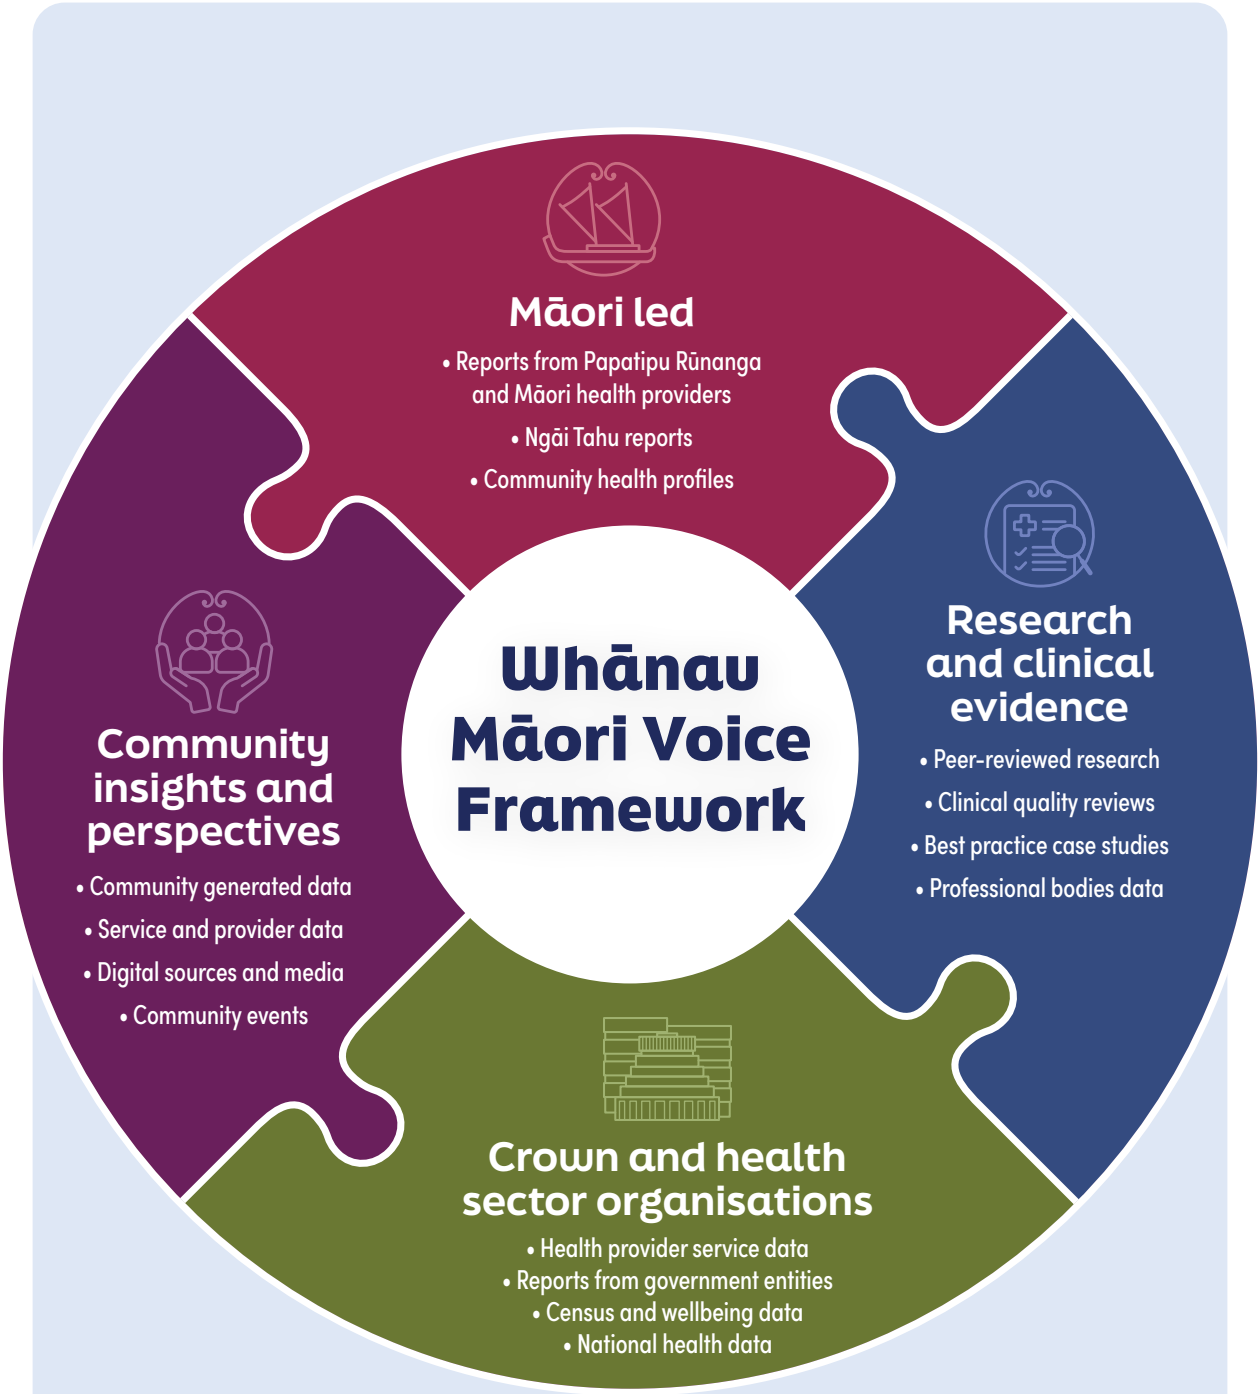 Māori led
• Reports from Papatipu Rūnanga
and Māori health providers
• Ngāi Tahu reports
• Community health profiles
Research
and clinical
evidence
• Peer-reviewed research
• Clinical quality reviews
• Best practice case studies
• Professional bodies data
Whānau
Māori Voice
Framework
Community
insights and
perspectives
• Community generated data
• Service and provider data
• Digital sources and media
• Community events
Crown and health
sector organisations
• Health provider service data
• Reports from government entities
• Census and wellbeing data
• National health data